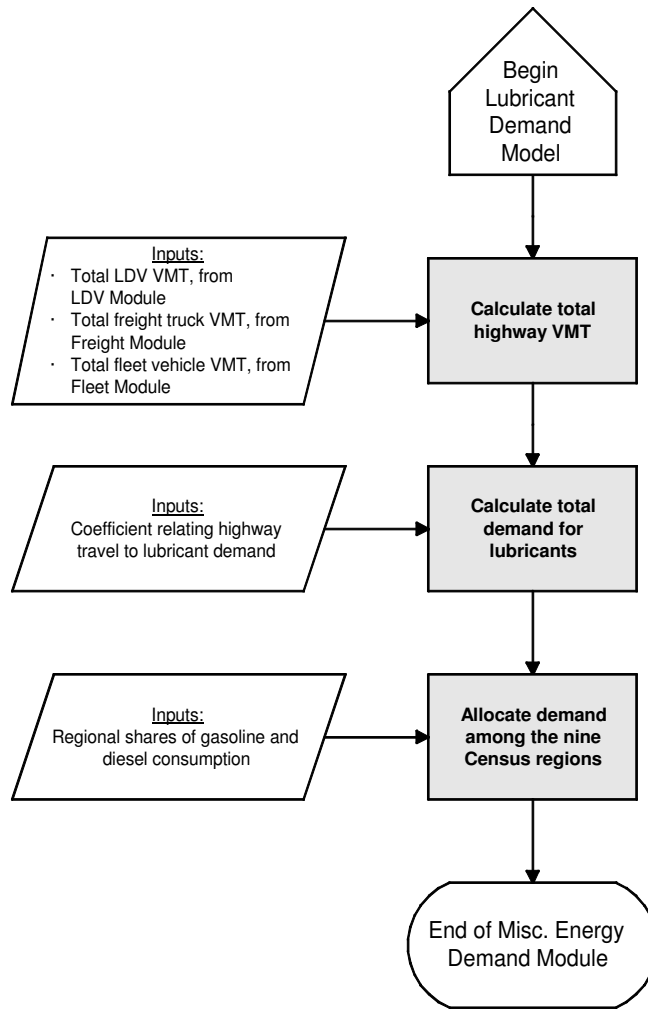 Begin
Lubricant
Demand
Model
Inputs:
· Total LDV VMT, from
LDV Module
· Total freight truck VMT, from
Freight Module
· Total fleet vehicle VMT, from
Fleet Module
Calculate total
highway VMT
Inputs:
Coefficient relating highway
travel to lubricant demand
Calculate total
demand for
lubricants
Inputs:
Regional shares of gasoline and
diesel consumption
Allocate demand
among the nine
Census regions
End of Misc. Energy
Demand Module